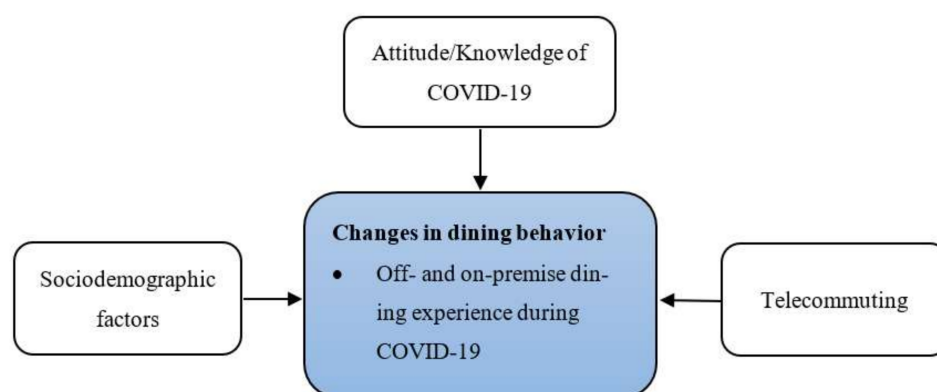 Attitude/Knowledge of
COVID-19
Changes in dining behavior
• Off- and on-premise din-
ing experience during
COVID-19
Sociodemographic
factors
Telecommuting